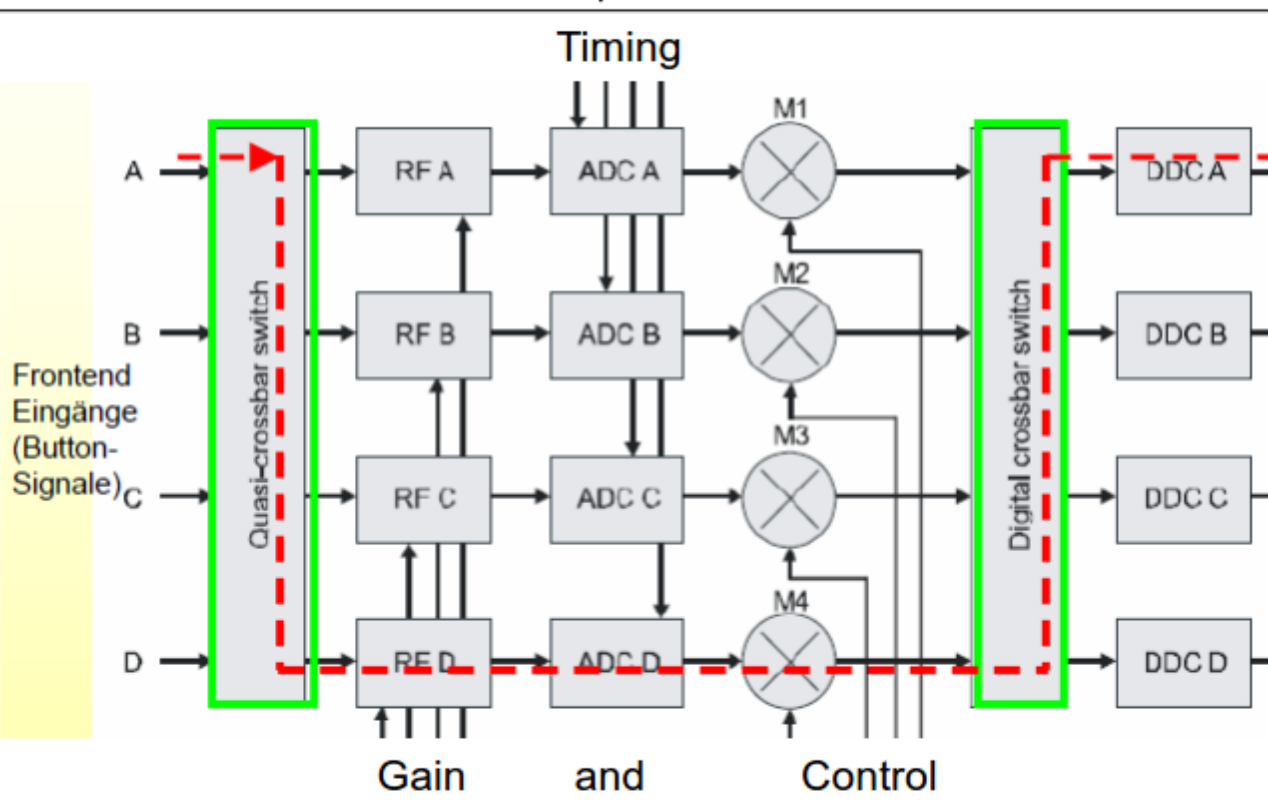 Timing
M1
A
RF A
ADC A
DDC A
M2
B
RF B
ADC B
DDC B
Quasi-crossbar switch
Digital crossbar switch
Frontend
Eingänge
(Button-
Signale)
M3
C
RF C
ADC C
DDC C
M4
D
RF D
ADC D
DDC D
Gain and Control